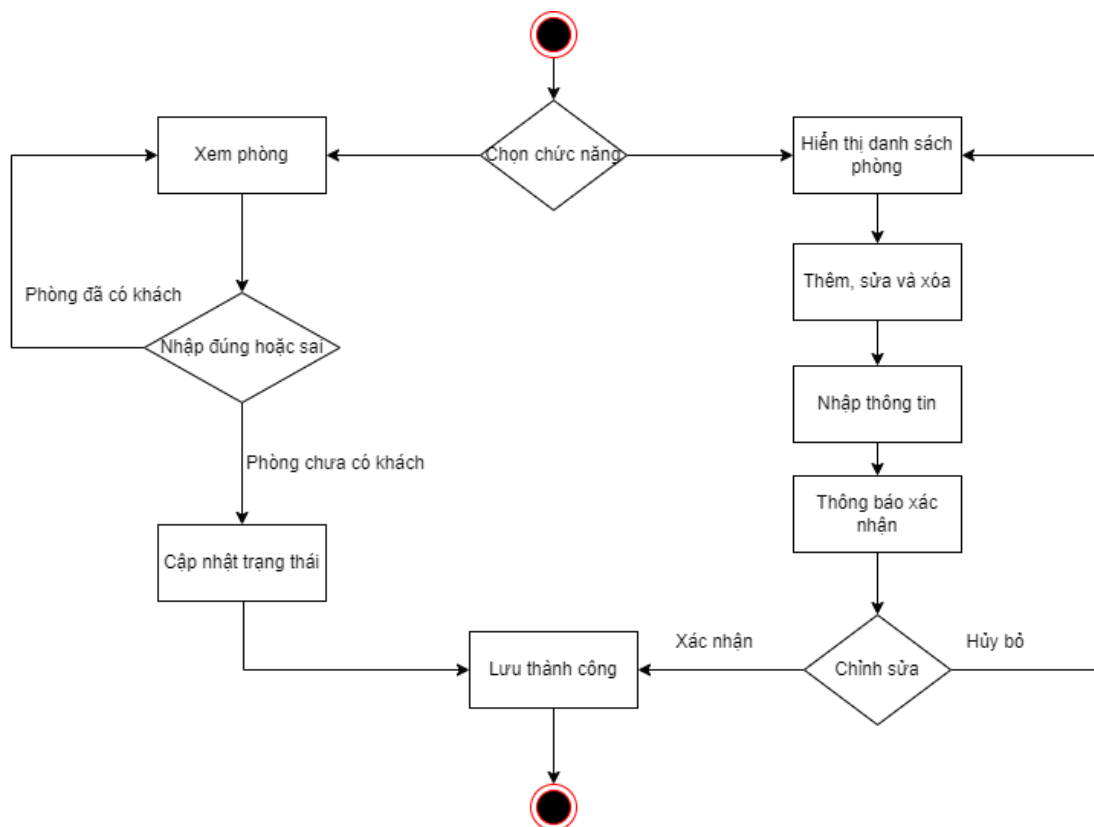 Xem phòng
Chọn chức năng
Hiển thị danh sách
phòng
Thêm, sửa và xóa
Phòng đã có khách
Nhập đúng hoặc sai
Nhập thông tin
Phòng chưa có khách
Thông báo xác
nhận
Cập nhật trạng thái
Xác nhận
Hủy bỏ
Lưu thành công
Chỉnh sửa